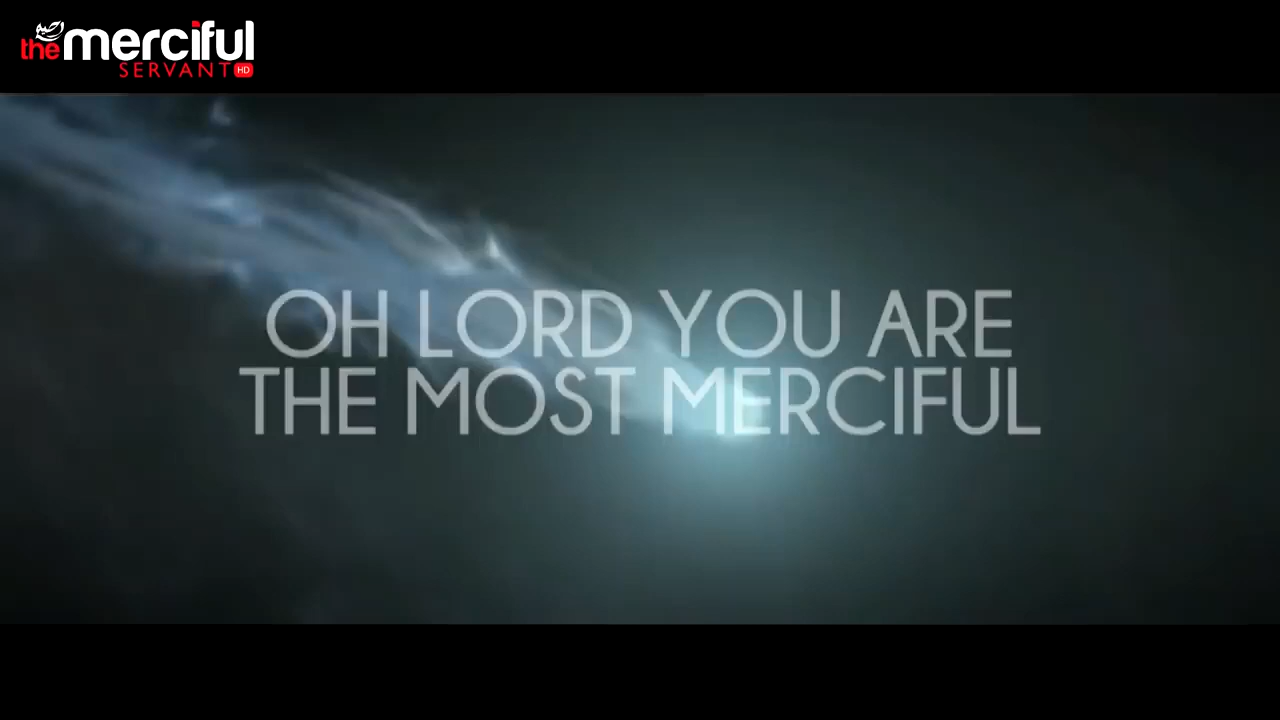 the merciful
SERVANT HD
OH LORD YOU ARE
THE MOST MERCIFUL